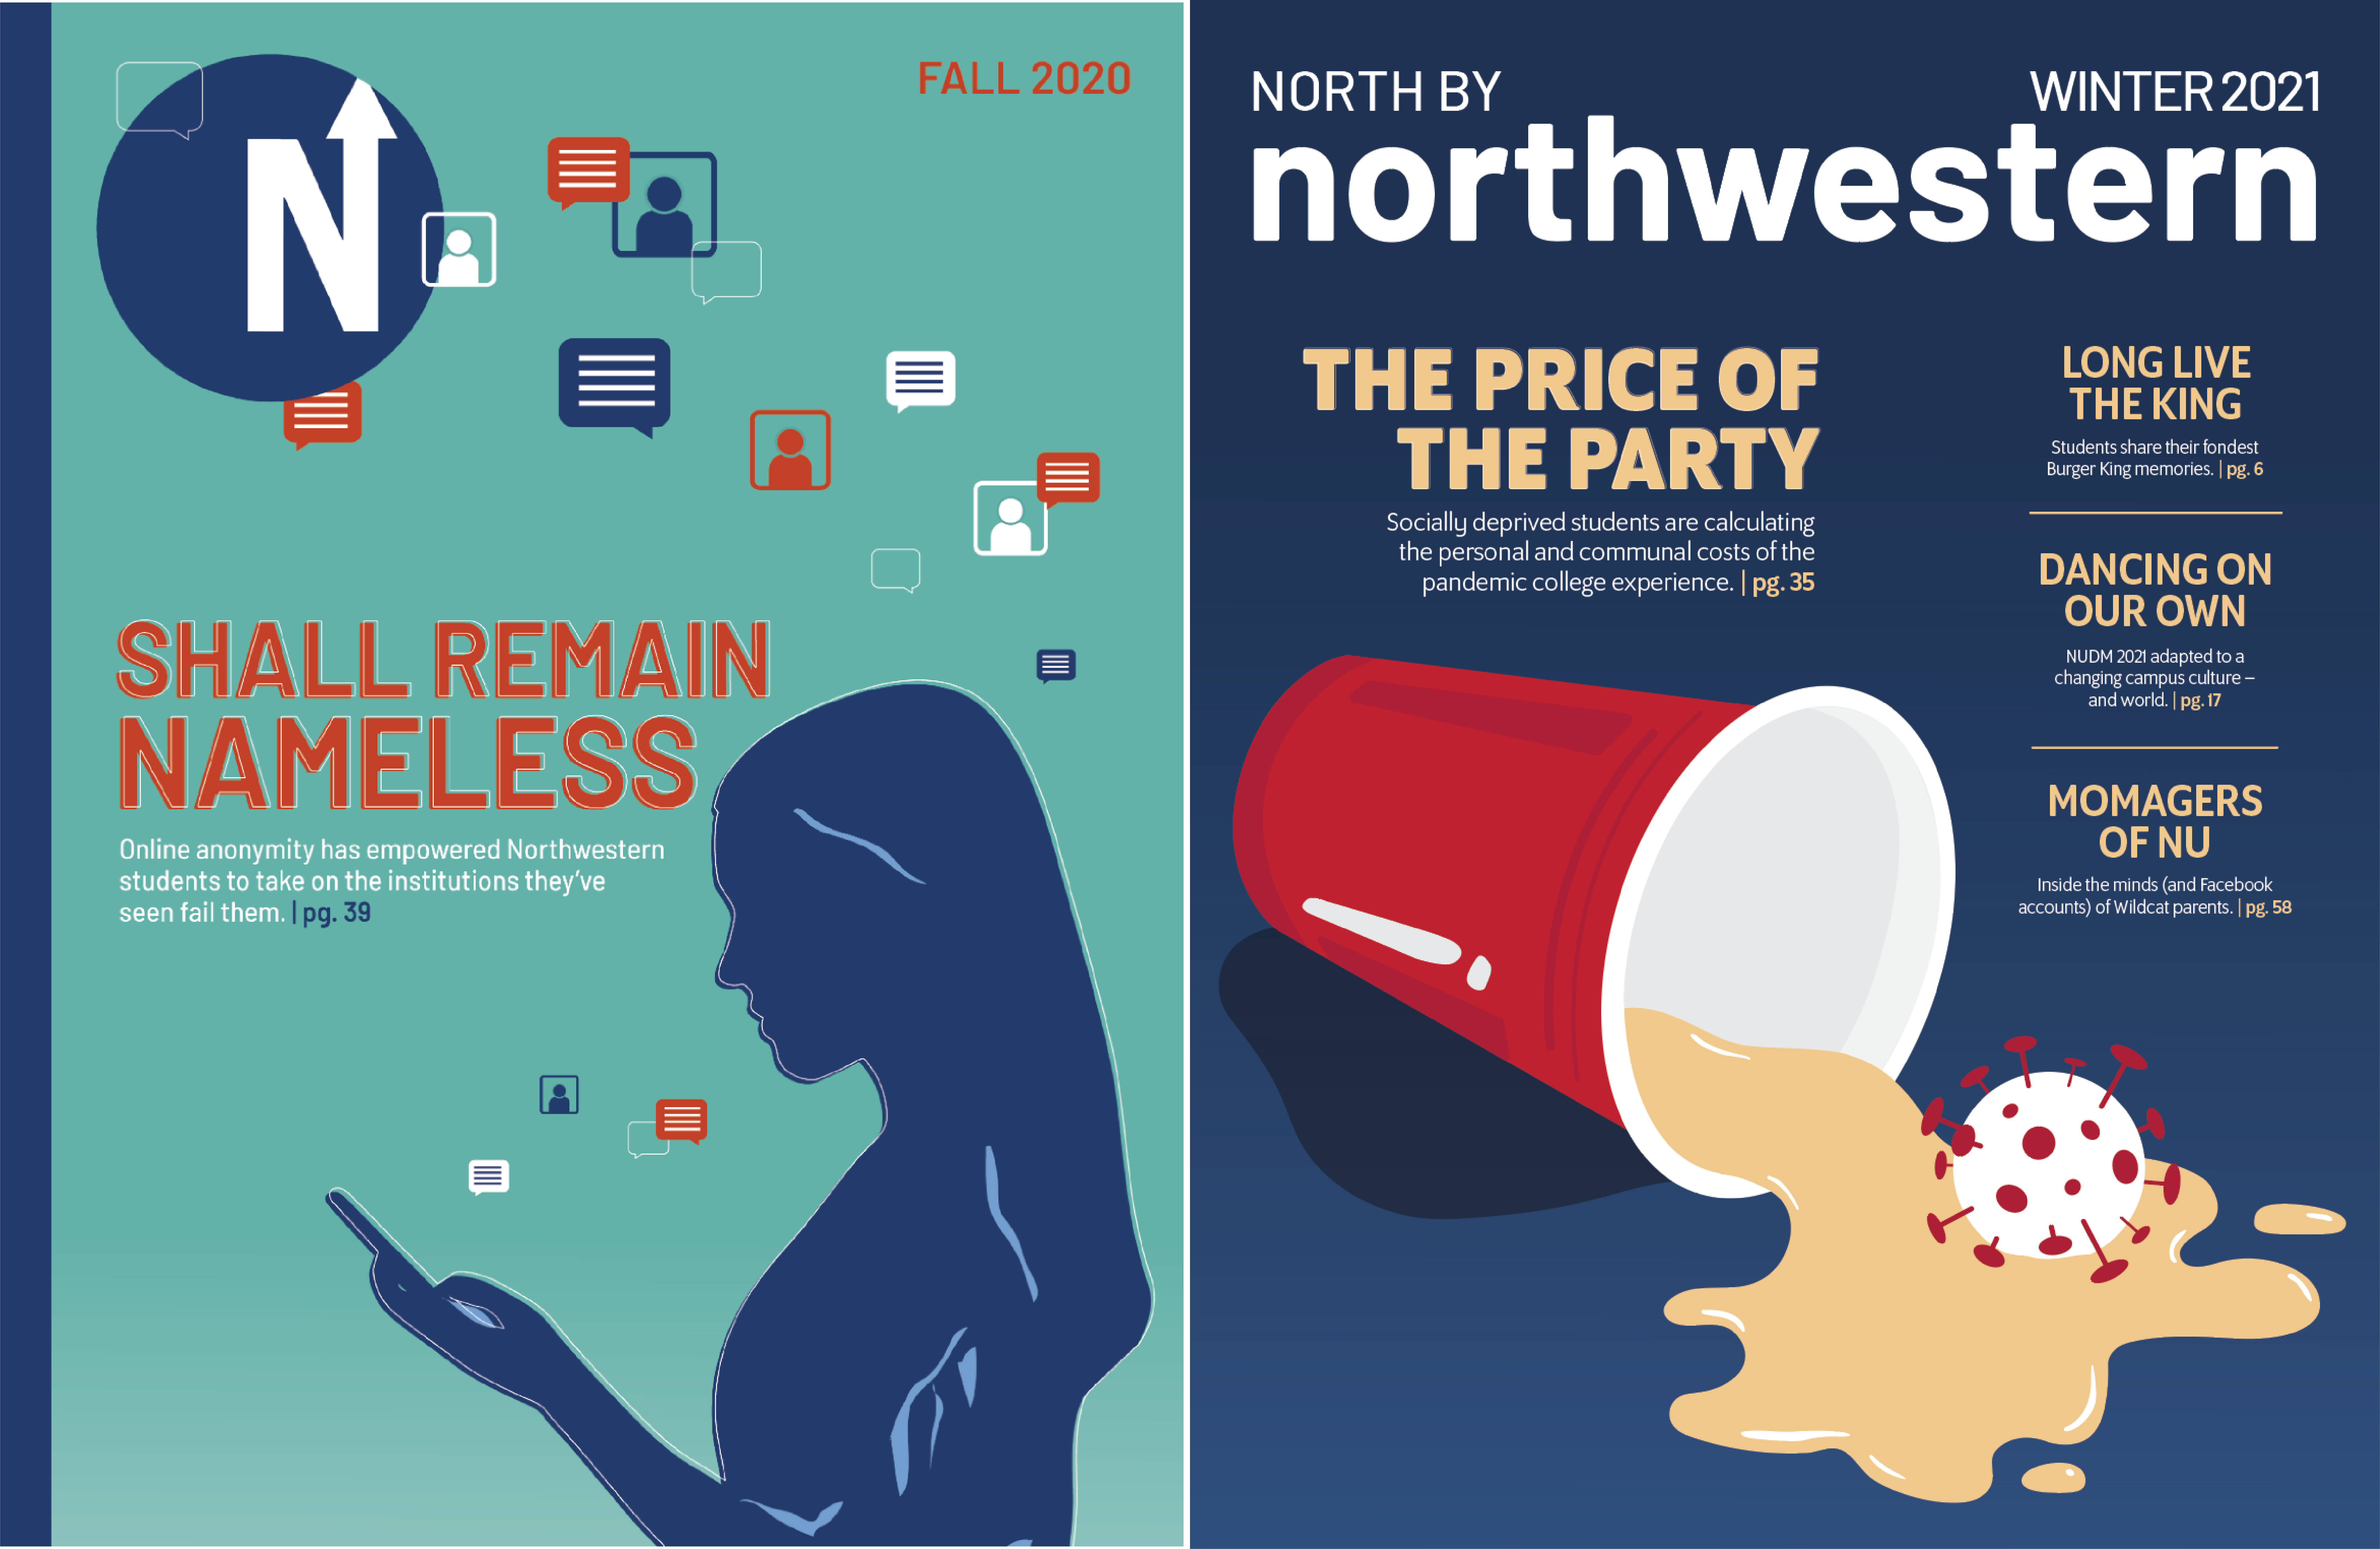 FALL 2020
N
SHALL REMAIN
NAMELESS
Online anonymity has empowered Northwestern
students to take on the institutions they've
seen fail them. | pg. 39
NORTH BY
WINTER 2021
northwestern
THE PRICE OF
THE PARTY
Socially deprived students are calculating
the personal and communal costs of the
pandemic college experience. | pg. 35
LONG LIVE
THE KING
Students share their fondest
Burger King memories. | pg. 6
DANCING ON
OUR OWN
NUDM 2021 adapted to a
changing campus culture –
and world. | pg. 17
MOMAGERS
OF NU
Inside the minds (and Facebook
accounts) of Wildcat parents. | pg. 58